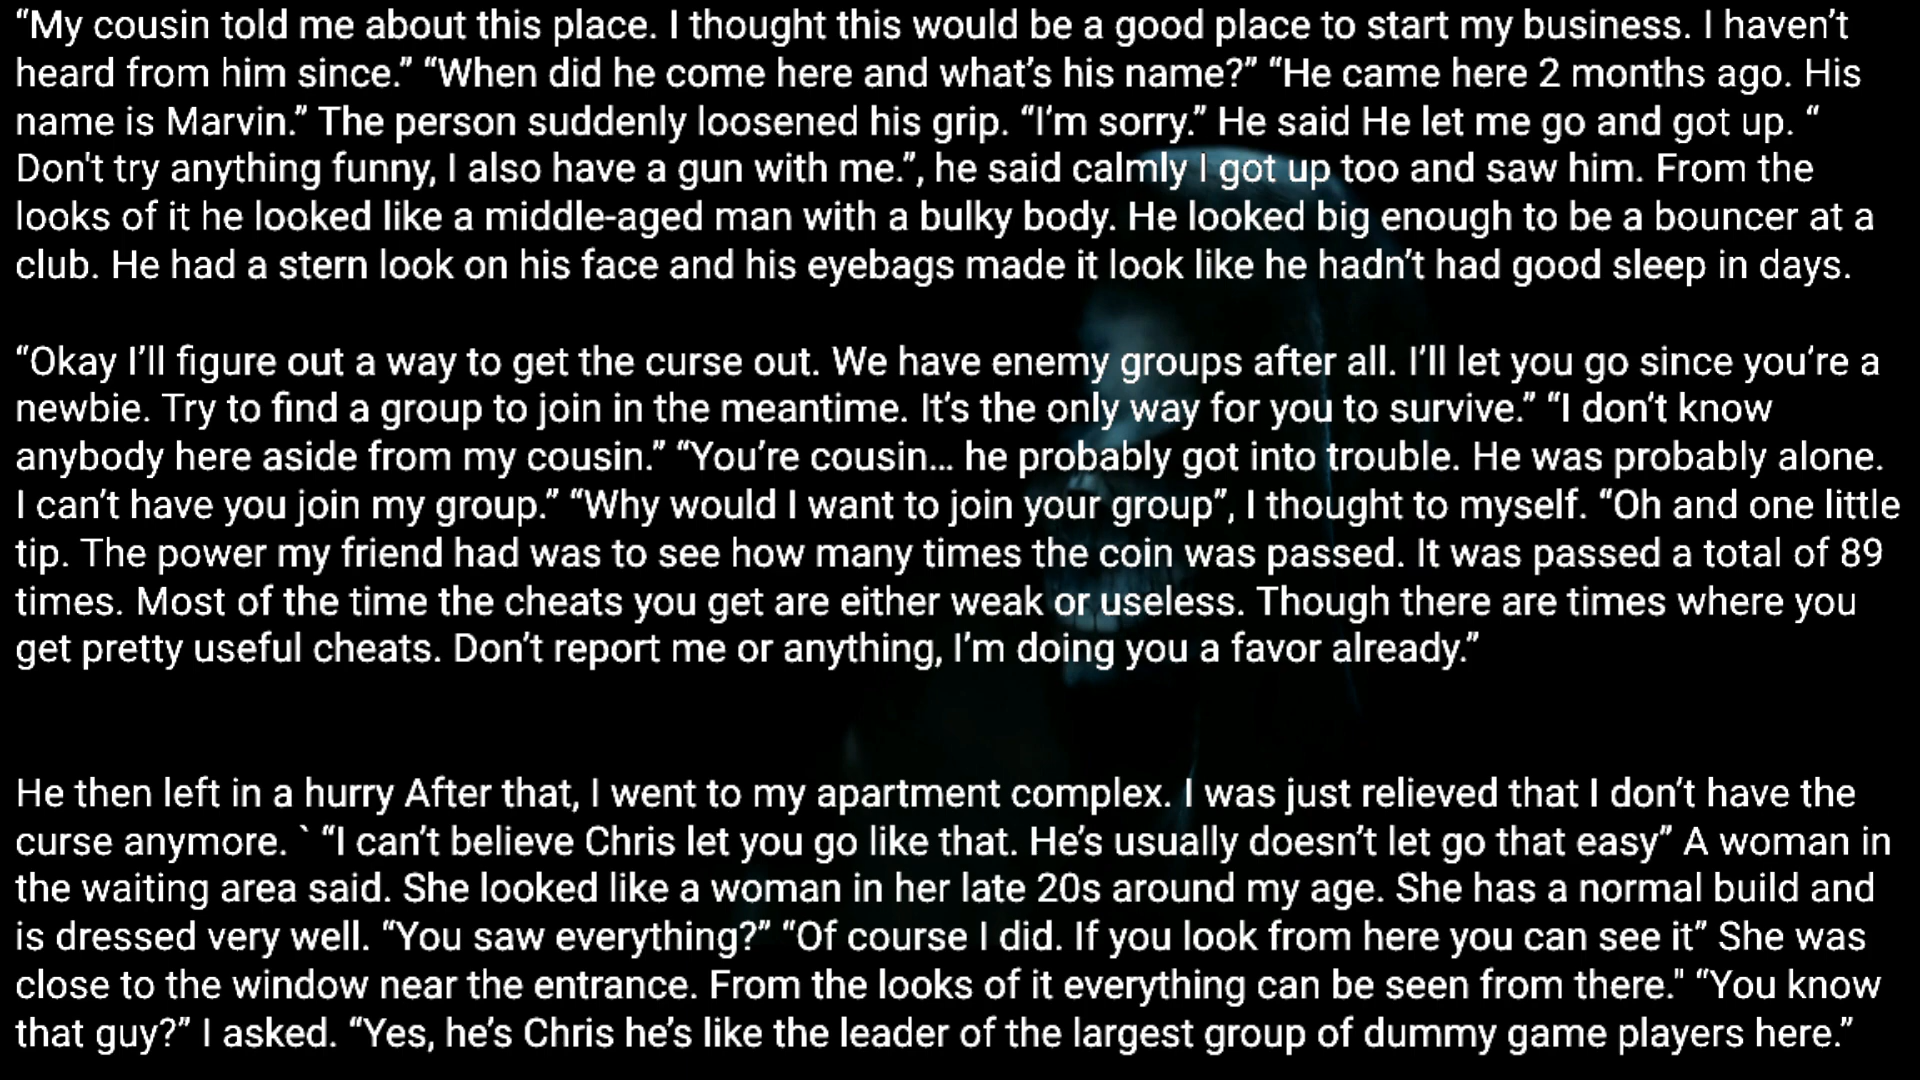 “My cousin told me about this place. I thought this would be a good place to start my business. I haven’t
heard from him since.” “When did he come here and what’s his name?” “He came here 2 months ago. His
name is Marvin.” The person suddenly loosened his grip. “I’m sorry.” He said He let me go and got up. “
Don't try anything funny, I also have a gun with me.”, he said calmly I got up too and saw him. From the
looks of it he looked like a middle-aged man with a bulky body. He looked big enough to be a bouncer at a
club. He had a stern look on his face and his eyebags made it look like he hadn’t had good sleep in days.
“Okay I’ll figure out a way to get the curse out. We have enemy groups after all. I’ll let you go since you’re a
newbie. Try to find a group to join in the meantime. It’s the only way for you to survive.” “I don’t know
anybody here aside from my cousin.” “You’re cousin... he probably got into trouble. He was probably alone.
I can’t have you join my group.” “Why would I want to join your group”, I thought to myself. “Oh and one little
tip. The power my friend had was to see how many times the coin was passed. It was passed a total of 89
times. Most of the time the cheats you get are either weak or useless. Though there are times where you
get pretty useful cheats. Don’t report me or anything, I’m doing you a favor already.”
He then left in a hurry After that, I went to my apartment complex. I was just relieved that I don’t have the
curse anymore. ` “I can’t believe Chris let you go like that. He’s usually doesn’t let go that easy” A woman in
the waiting area said. She looked like a woman in her late 20s around my age. She has a normal build and
is dressed very well. “You saw everything?” “Of course I did. If you look from here you can see it” She was
close to the window near the entrance. From the looks of it everything can be seen from there." “You know
that guy?” I asked. “Yes, he’s Chris he’s like the leader of the largest group of dummy game players here.”